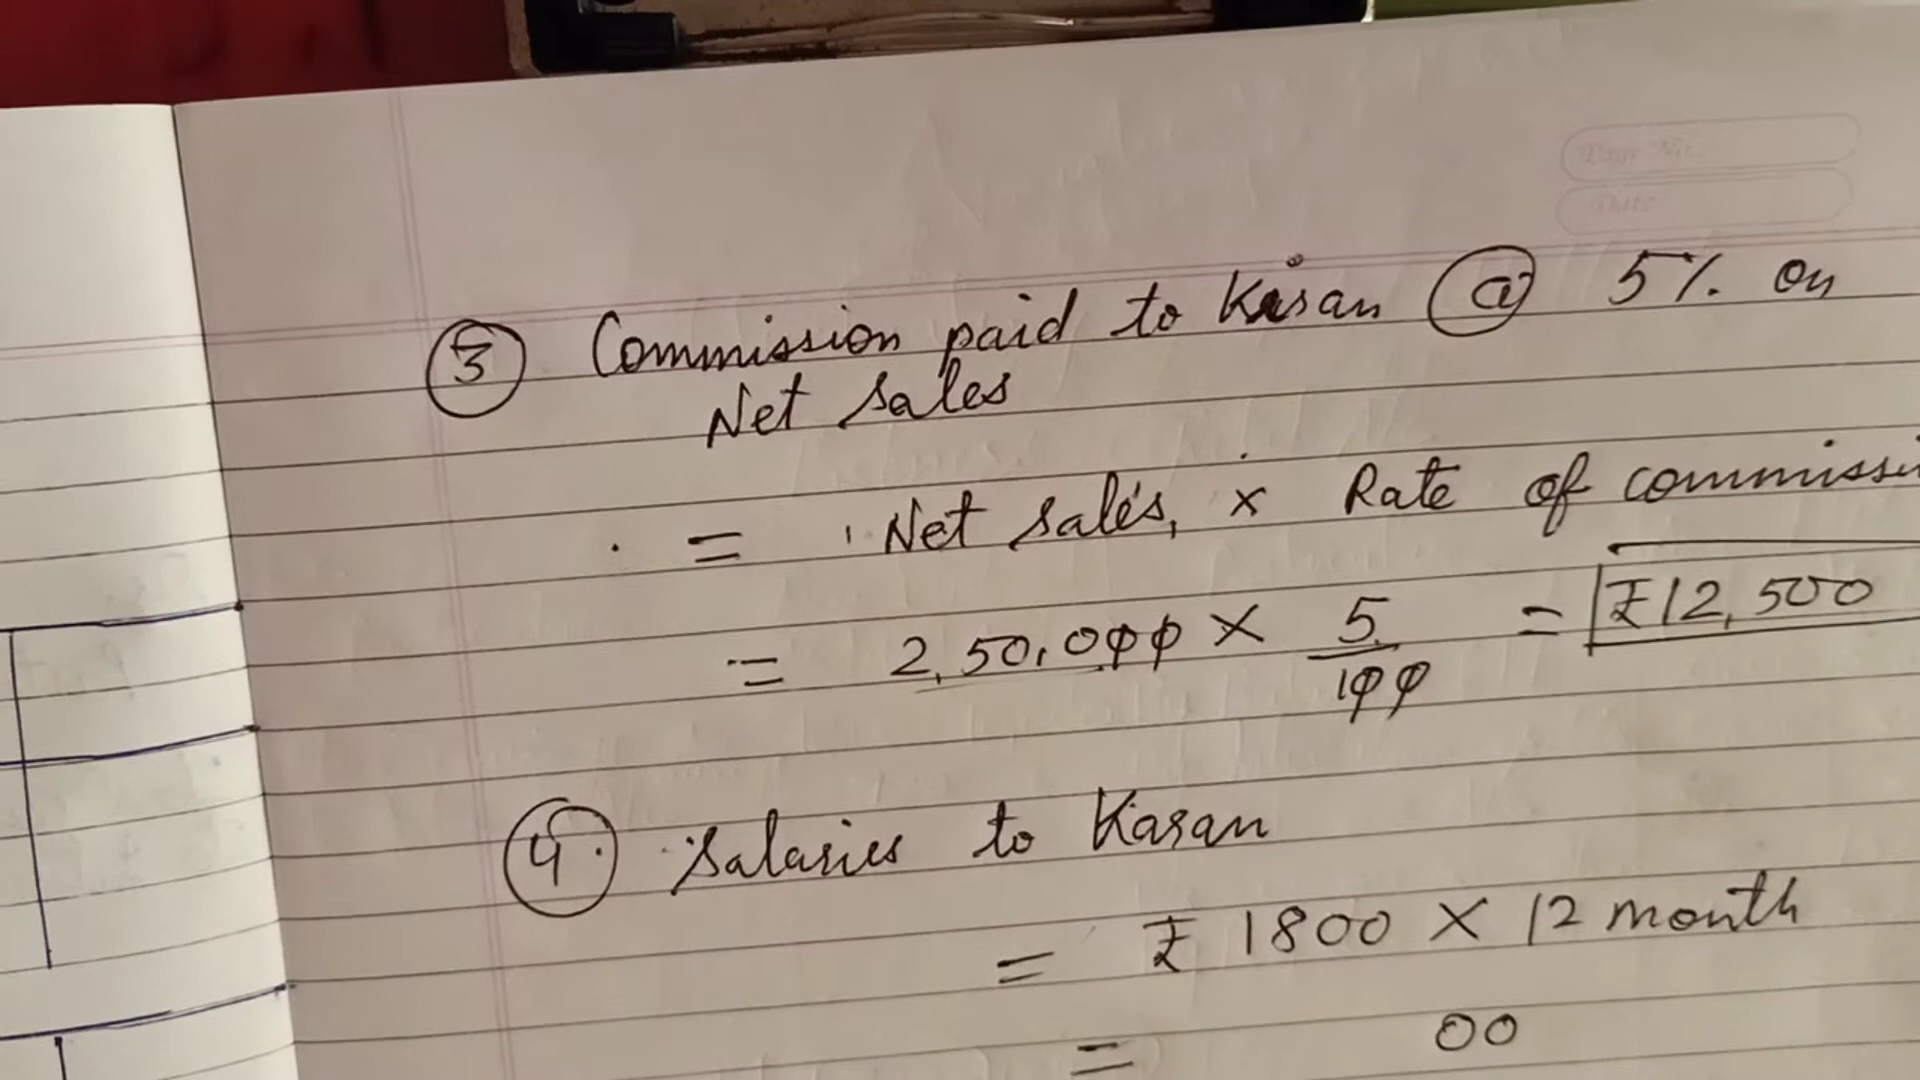 ③ Commission paid to Karan @ 5% on
Net sales
= Net sales × Rate of commissi
= 2,50,000 × 5/100 = ₹12,500
④ Salaries to Karan
= ₹ 1800 × 12 month
= 00